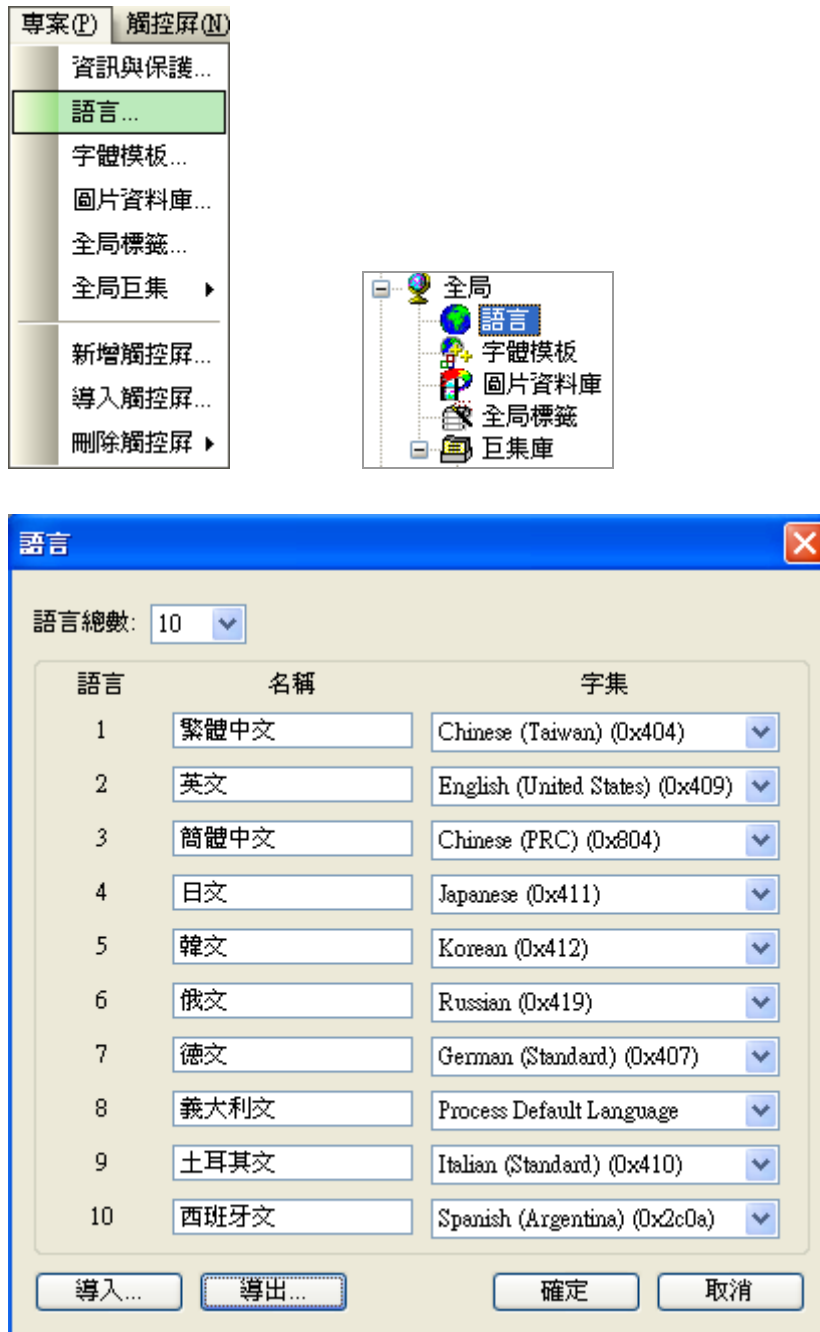 專案(P) 觸控屏(N)
資訊與保護...
語言...
字體模板...
圖片資料庫...
全局標籤...
全局巨集
新增觸控屏...
導入觸控屏...
刪除觸控屏
全局
語言
字體模板
圖片資料庫
全局標籤
巨集庫
語言
語言總數: 10
語言 名稱 字集
1 繁體中文 Chinese (Taiwan) (0x404)
2 英文 English (United States) (0x409)
3 簡體中文 Chinese (PRC) (0x804)
4 日文 Japanese (0x411)
5 韓文 Korean (0x412)
6 俄文 Russian (0x419)
7 德文 German (Standard) (0x407)
8 義大利文 Process Default Language
9 土耳其文 Italian (Standard) (0x410)
10 西班牙文 Spanish (Argentina) (0x2c0a)
導入... 導出... 確定 取消